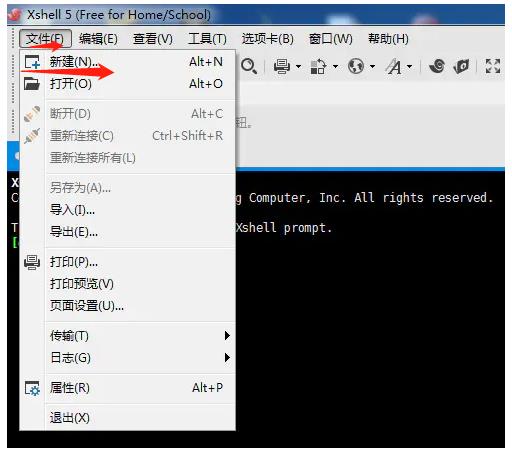 Xshell 5 (Free for Home/School)
文件(F) 编辑(E) 查看(V) 工具(T) 选项卡(B) 窗口(W) 帮助(H)
新建(N)... Alt+N
打开(O) Alt+O
断开(D) Alt+C
钮。
重新连接(C) Ctrl+Shift+R
重新连接所有(L)
另存为(A)...
X
导入(I)... g Computer, Inc. All rights reserved.
导出(E)... Xshell prompt.
打印(P)...
打印预览(V)
页面设置(U)...
传输(T)
日志(G)
属性(R) Alt+P
退出(X)